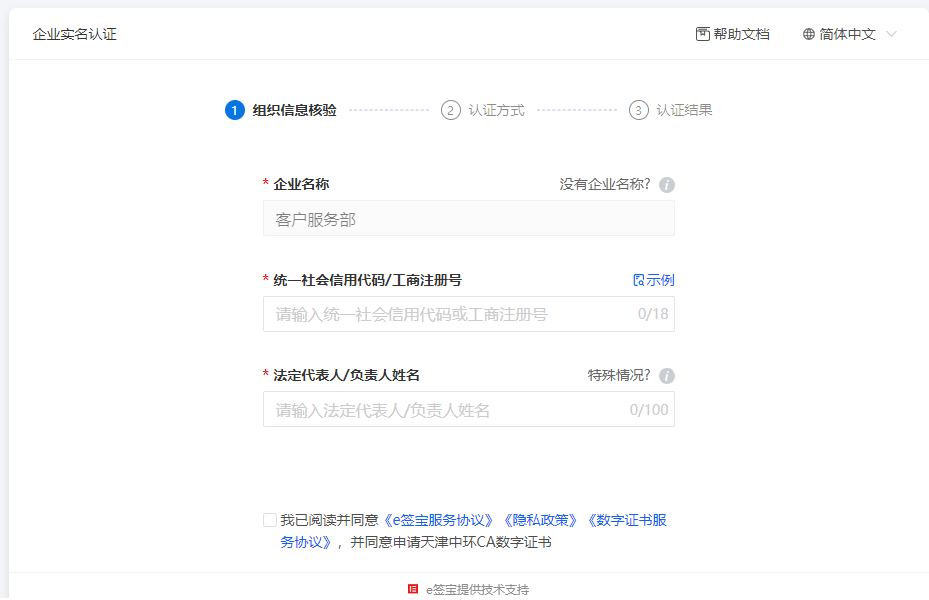 企业实名认证
帮助文档
简体中文
1 组织信息核验
2 认证方式
3 认证结果
* 企业名称
没有企业名称?
客户服务部
* 统一社会信用代码/工商注册号
示例
请输入统一社会信用代码或工商注册号
0/18
* 法定代表人/负责人姓名
特殊情况?
请输入法定代表人/负责人姓名
0/100
我已阅读并同意《e签宝服务协议》《隐私政策》《数字证书服
务协议》，并同意申请天津中环CA数字证书
e签宝提供技术支持